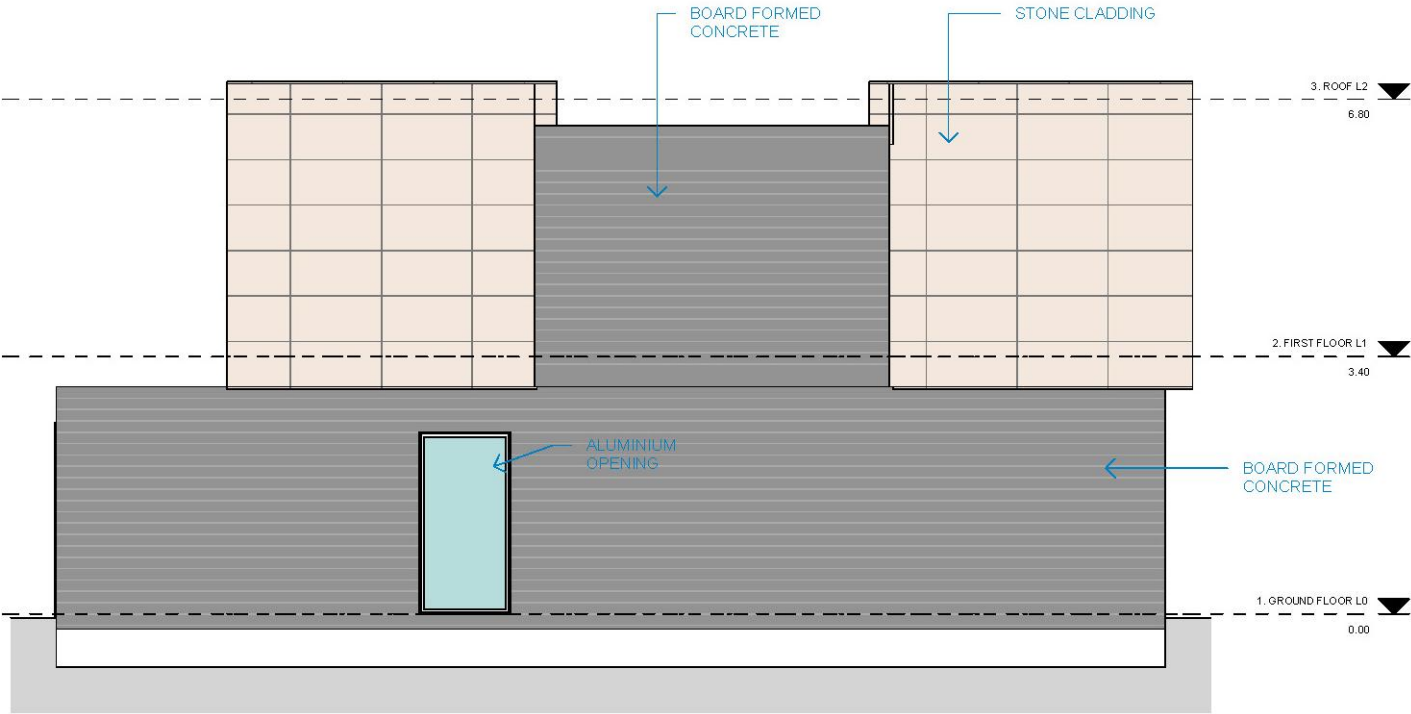 BOARD FORMED
CONCRETE
STONE CLADDING
3. ROOF L2
6.80
2. FIRST FLOOR L1
3.40
ALUMINIUM
OPENING
BOARD FORMED
CONCRETE
1. GROUND FLOOR L0
0.00